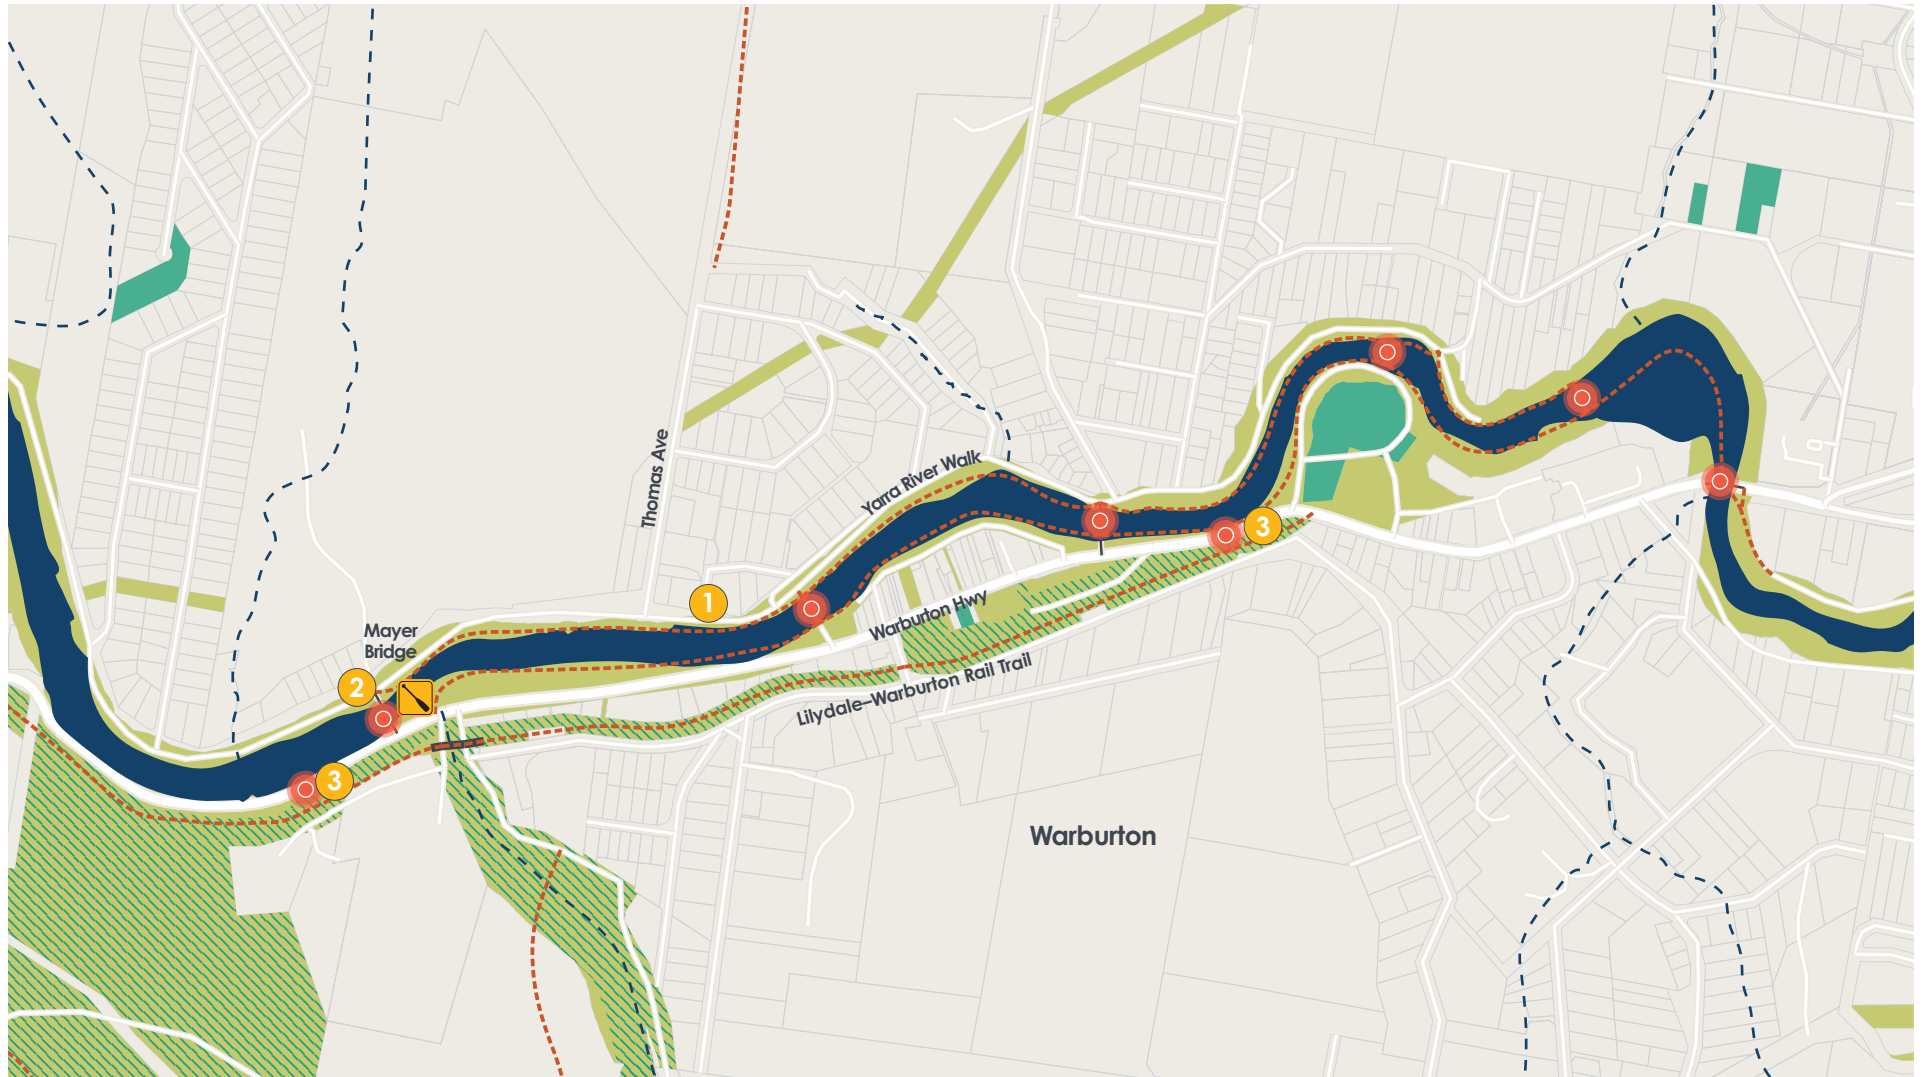 Thomas Ave
Yarra River Walk
1
3
Warburton Hwy
Mayer
Bridge
2
Lilydale–Warburton Rail Trail
3
Warburton